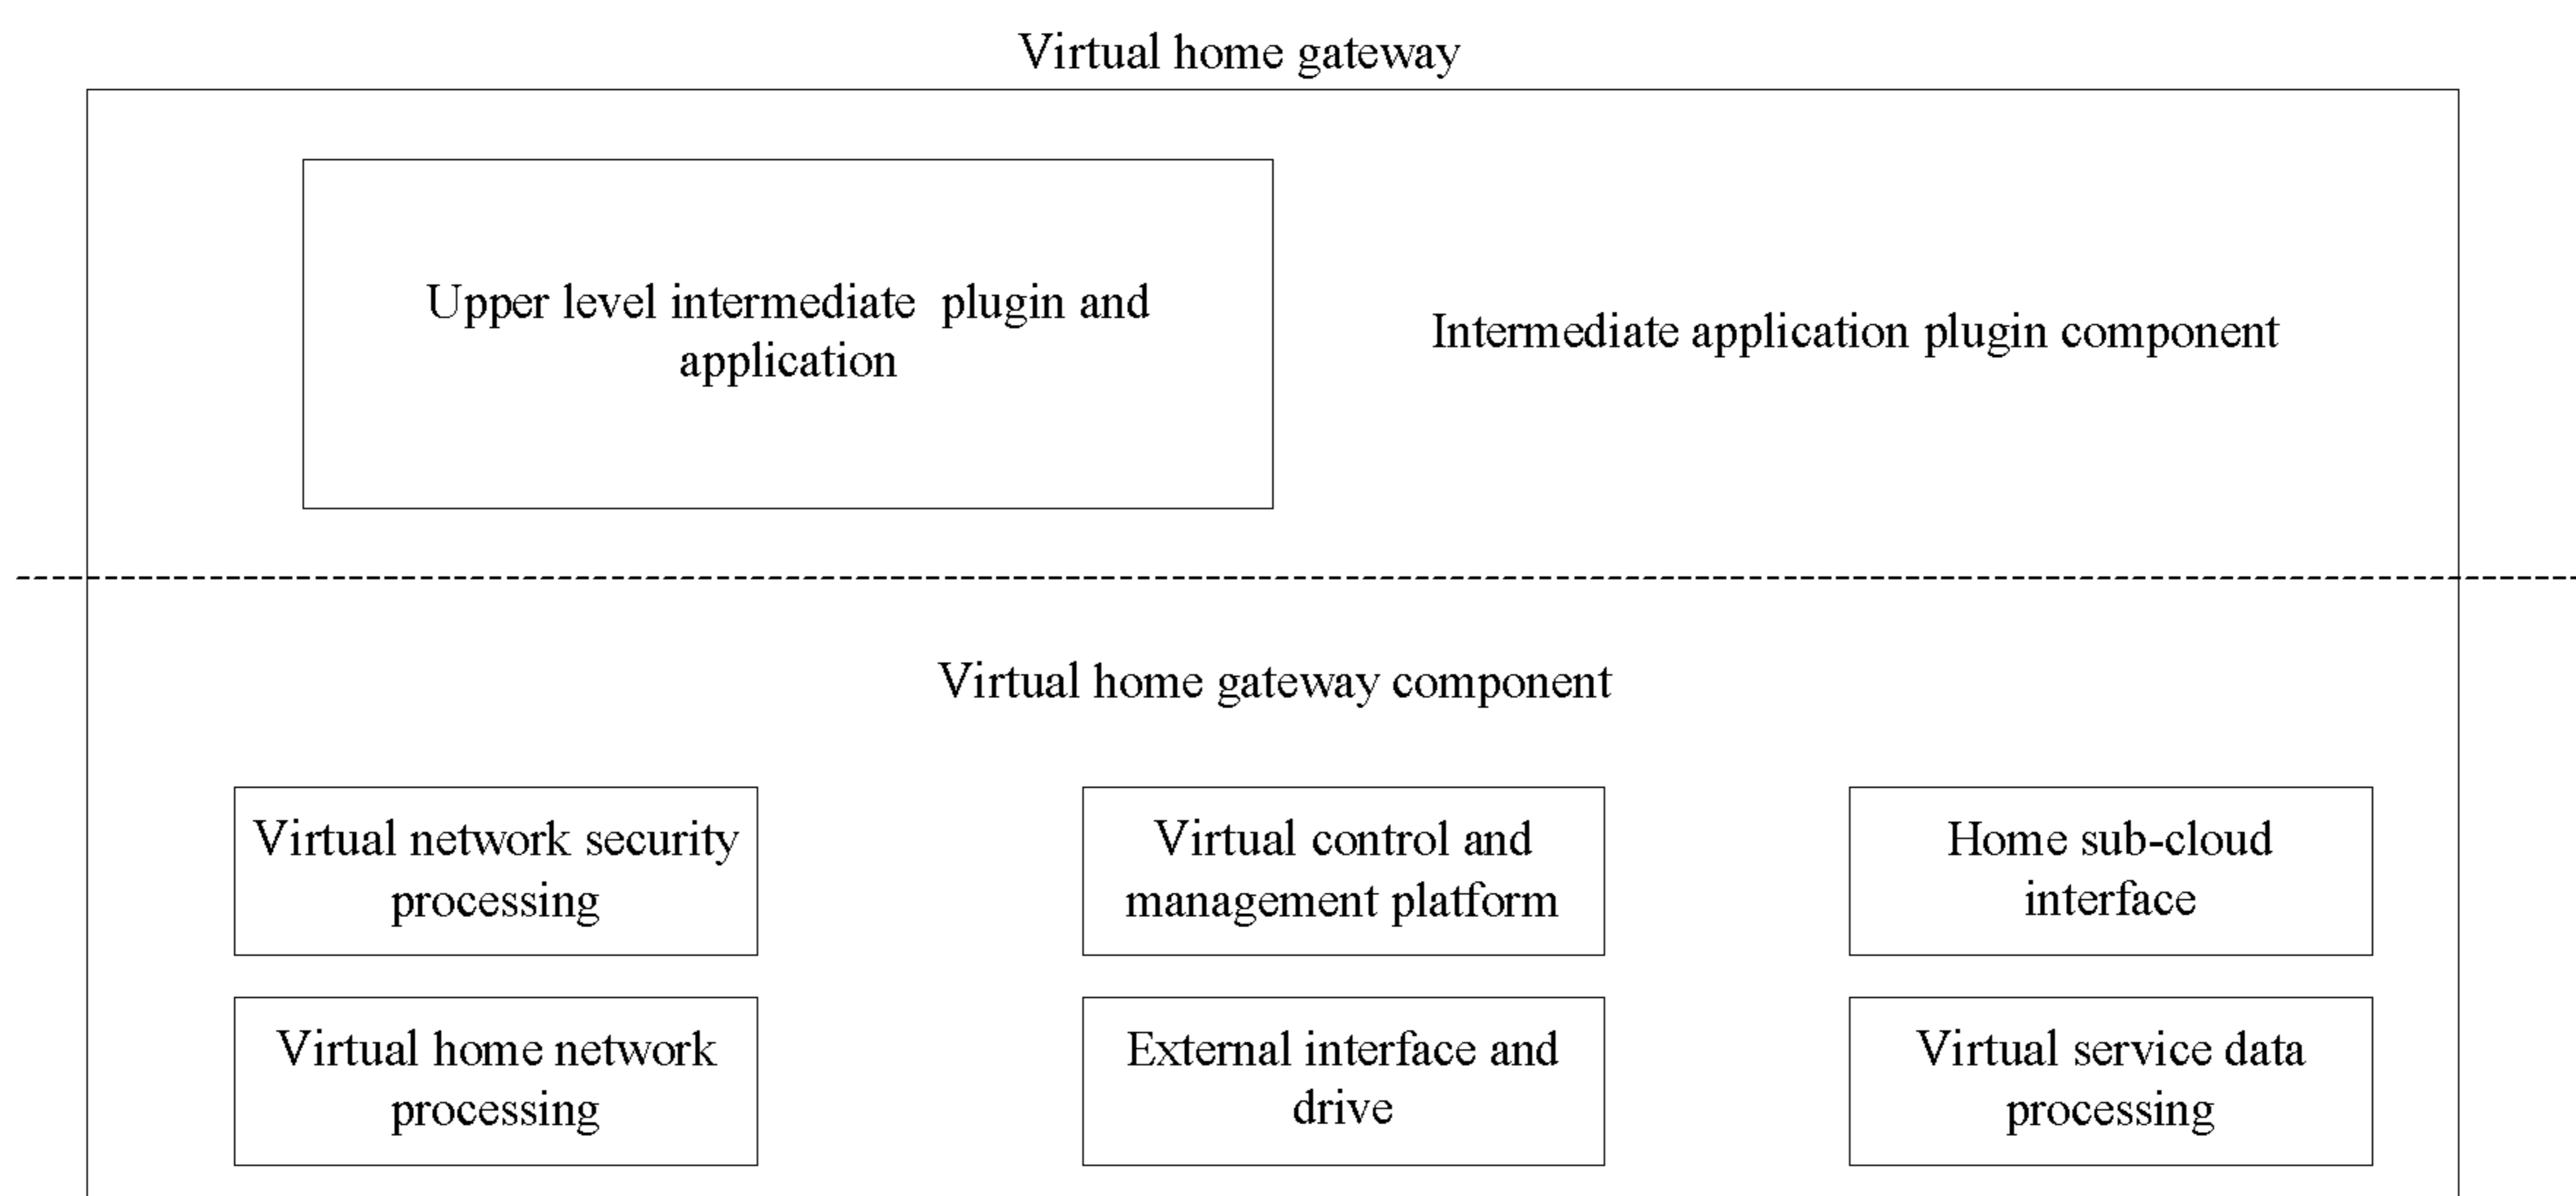 Virtual home gateway
Upper level intermediate  plugin and
application
Intermediate application plugin component
Virtual home gateway component
Virtual network security
processing
Virtual control and
management platform
Home sub-cloud
interface
Virtual home network
processing
External interface and
drive
Virtual service data
processing